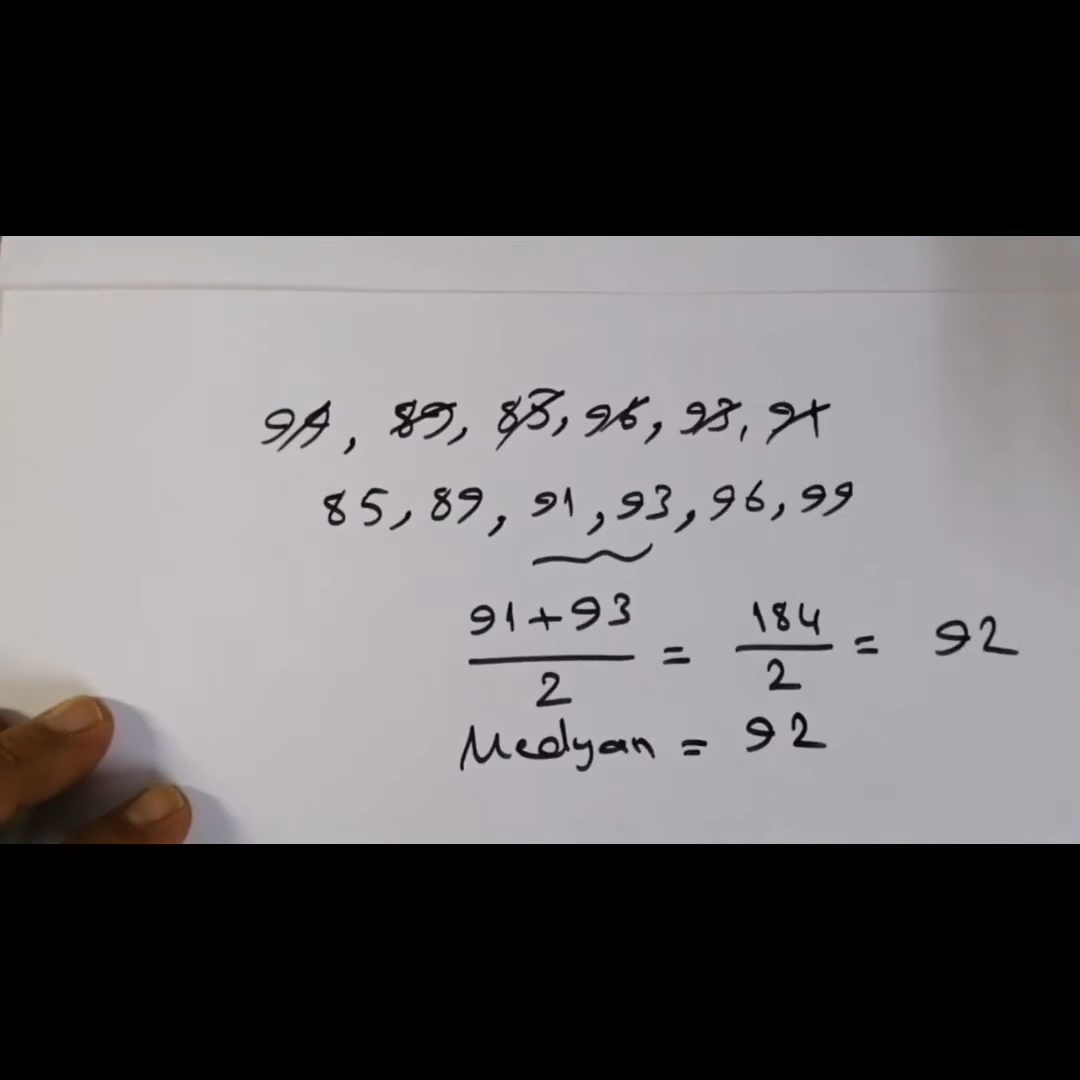 99, 89, 85, 96, 93, 91
85, 89, 91, 93, 96, 99
91+93/2 = 184/2 = 92
Medyan = 92